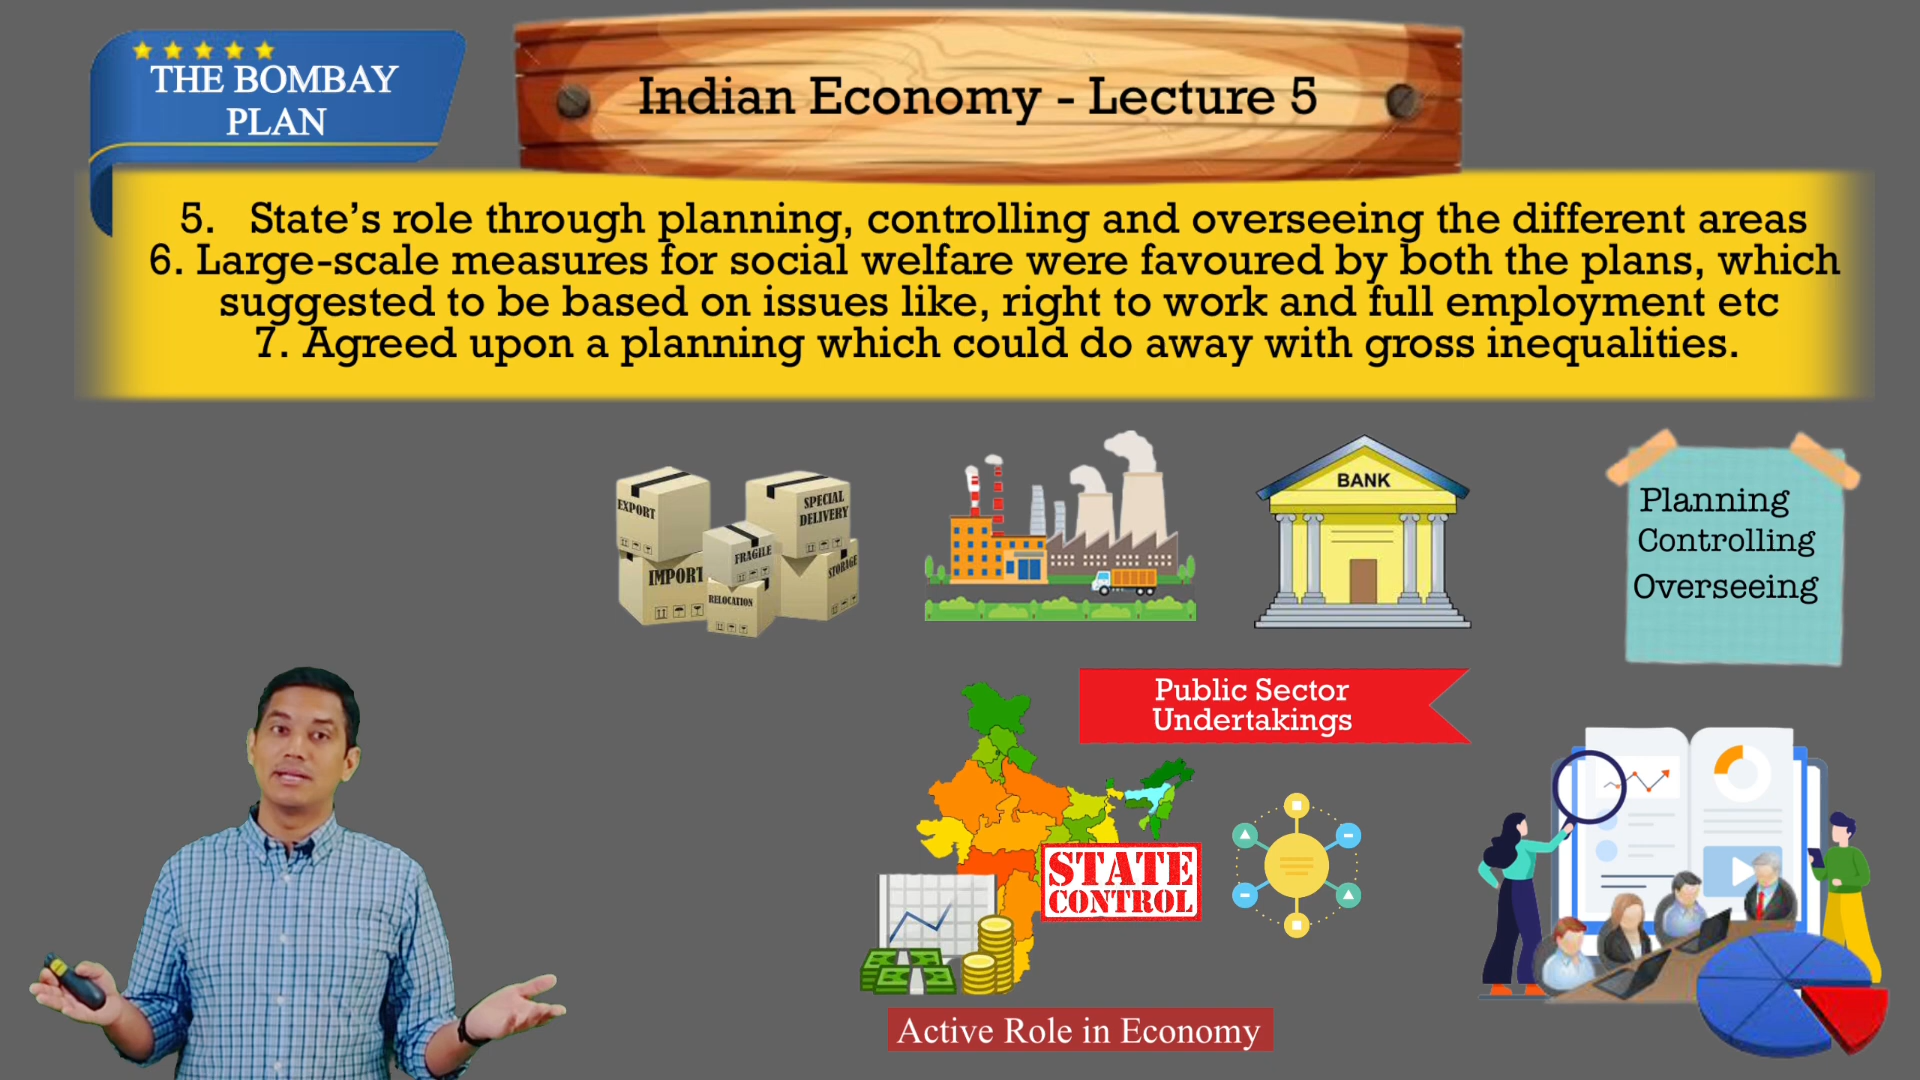 THE BOMBAY
PLAN
Indian Economy - Lecture 5
5. State’s role through planning, controlling and overseeing the different areas
6. Large-scale measures for social welfare were favoured by both the plans, which
suggested to be based on issues like, right to work and full employment etc
7. Agreed upon a planning which could do away with gross inequalities.
EXPORT
SPECIAL
DELIVERY
FRAGILE
IMPORT
STORAGE
RELOCATION
BANK
Planning
Controlling
Overseeing
Public Sector
Undertakings
STATE
CONTROL
Active Role in Economy